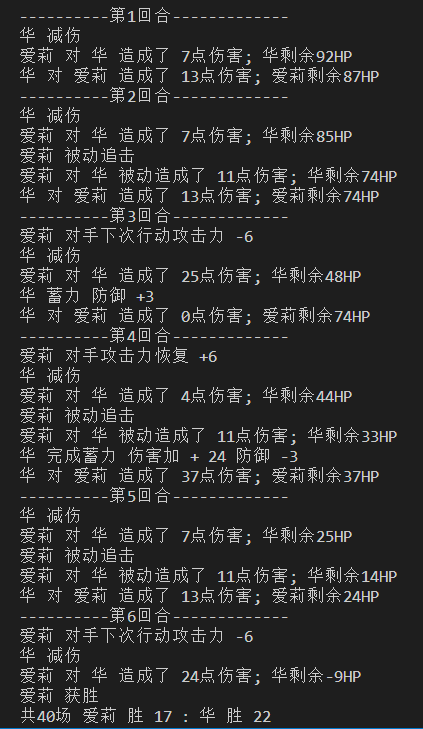 ----------第1回合-------------
华 减伤
爱莉 对 华 造成了 7点伤害; 华剩余92HP
华 对 爱莉 造成了 13点伤害; 爱莉剩余87HP
----------第2回合-------------
华 减伤
爱莉 对 华 造成了 7点伤害; 华剩余85HP
爱莉 被动追击
爱莉 对 华 被动造成了 11点伤害; 华剩余74HP
华 对 爱莉 造成了 13点伤害; 爱莉剩余74HP
----------第3回合-------------
爱莉 对手下次行动攻击力 -6
华 减伤
爱莉 对 华 造成了 25点伤害; 华剩余48HP
华 蓄力 防御 +3
华 对 爱莉 造成了 0点伤害; 爱莉剩余74HP
----------第4回合-------------
爱莉 对手攻击力恢复 +6
华 减伤
爱莉 对 华 造成了 4点伤害; 华剩余44HP
爱莉 被动追击
爱莉 对 华 被动造成了 11点伤害; 华剩余33HP
华 完成蓄力 伤害加 + 24 防御 -3
华 对 爱莉 造成了 37点伤害; 爱莉剩余37HP
----------第5回合-------------
华 减伤
爱莉 对 华 造成了 7点伤害; 华剩余25HP
爱莉 被动追击
爱莉 对 华 被动造成了 11点伤害; 华剩余14HP
华 对 爱莉 造成了 13点伤害; 爱莉剩余24HP
----------第6回合-------------
爱莉 对手下次行动攻击力 -6
华 减伤
爱莉 对 华 造成了 24点伤害; 华剩余-9HP
爱莉 获胜
共40场 爱莉 胜 17 : 华 胜 22